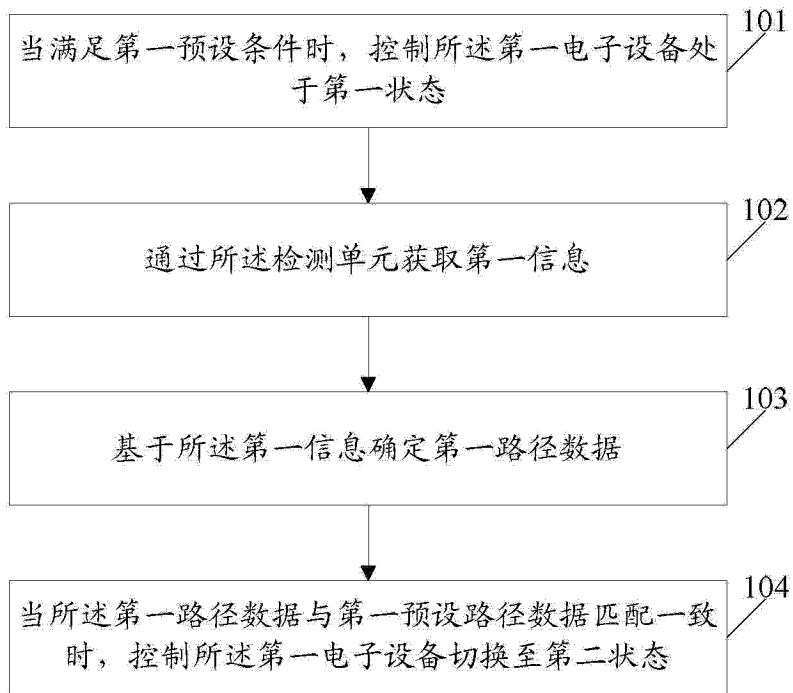 101
当满足第一预设条件时，控制所述第一电子设备处
于第一状态
102
通过所述检测单元获取第一信息
103
基于所述第一信息确定第一路径数据
104
当所述第一路径数据与第一预设路径数据匹配一致
时，控制所述第一电子设备切换至第二状态